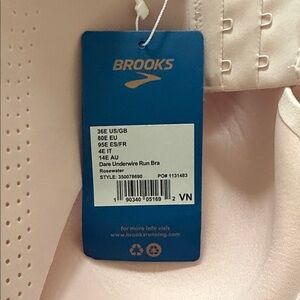 BROOKS
36E US/GB
80E EU
95E ES/FR
4E IT
14E AU
Dare Underwire Run Bra
Rosewater
STYLE: 350078690 PO# 1131483
1 90340 05169 2 VN
for more info visit
www.brooksrunning.com